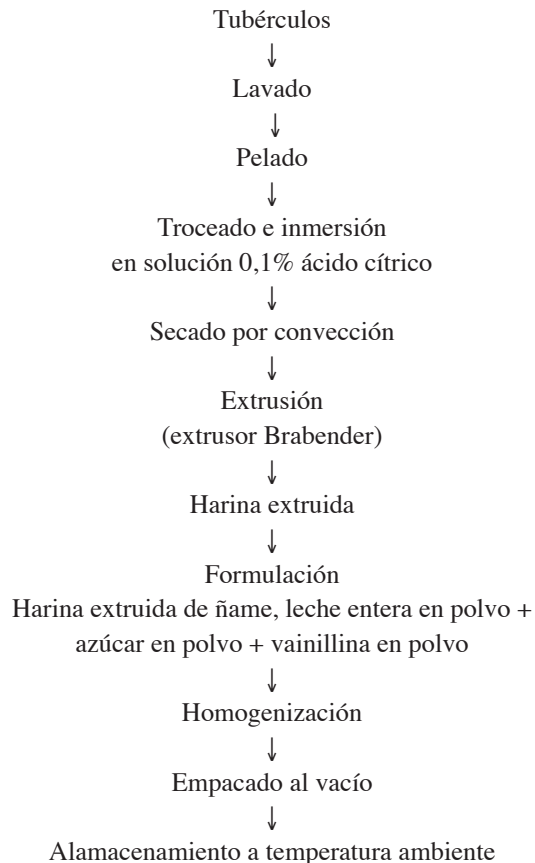 Tubérculos
↓
Lavado
↓
Pelado
↓
Troceado e inmersión
en solución 0,1% ácido cítrico
↓
Secado por convección
↓
Extrusión
(extrusor Brabender)
↓
Harina extruida
↓
Formulación
Harina extruida de ñame, leche entera en polvo +
azúcar en polvo + vainillina en polvo
↓
Homogenización
↓
Empacado al vacío
↓
Alamacenamiento a temperatura ambiente